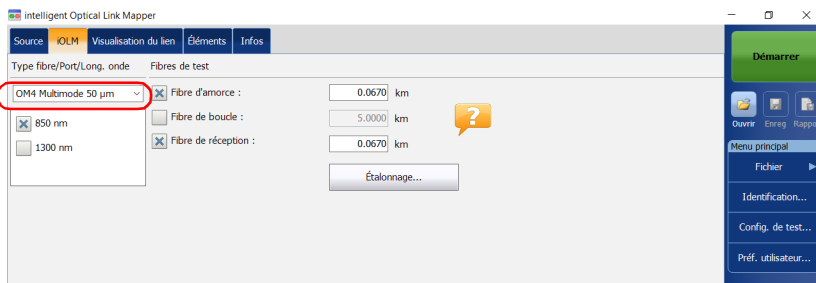 intelligent Optical Link Mapper
Source iOLM Visualisation du lien Éléments Infos
Type fibre/Port/Long. onde Fibres de test
OM4 Multimode 50 µm Fibre d'amorce : 0.0670 km
850 nm Fibre de boucle : 5.0000 km
1300 nm Fibre de réception : 0.0670 km
Étalonnage...
?
Démarrer
Ouvrir Enreg Rappo
Menu principal
Fichier
Identification...
Config. de test...
Préf. utilisateur...